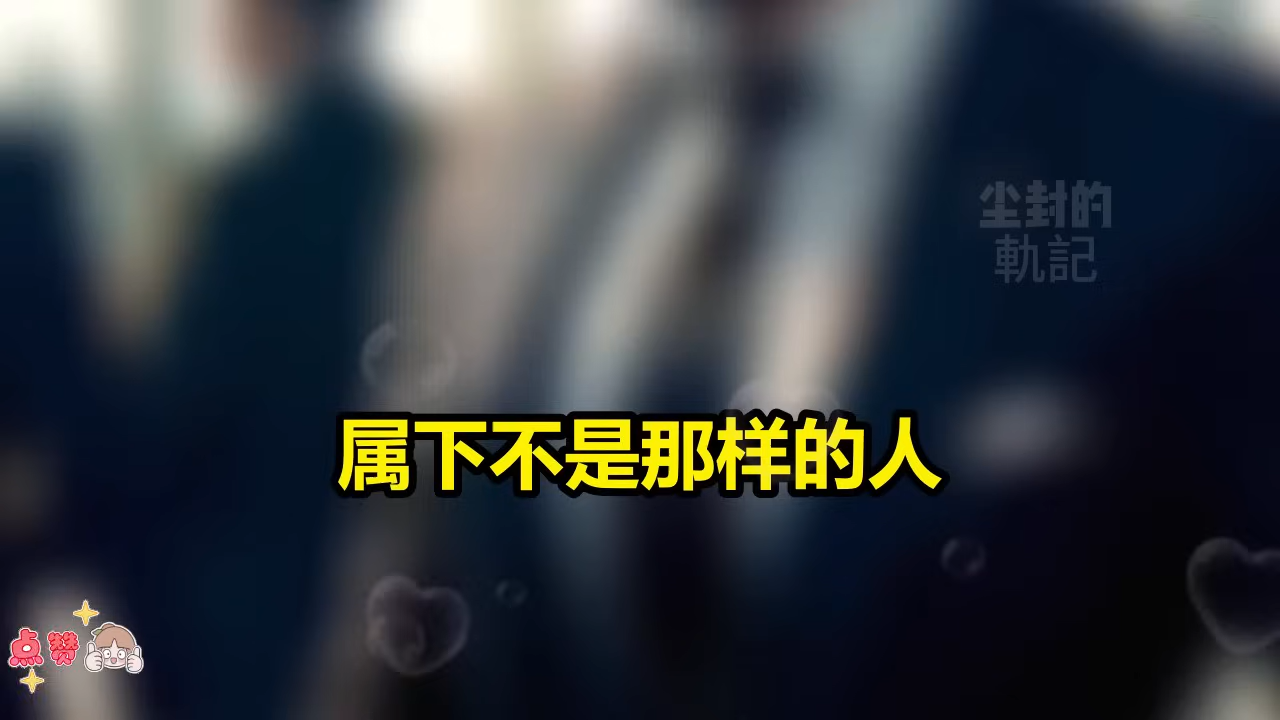 尘封的
軌記
属下不是那样的人
点赞